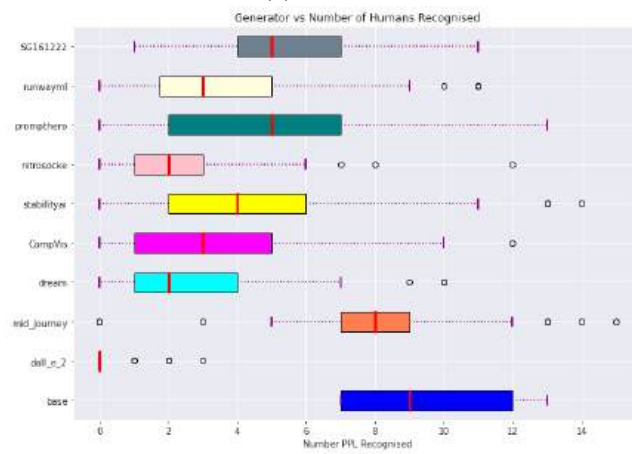 Generator vs Number of Humans Recognised
SG161222
runwayml
prompthero
nitrosocke
stabilityai
CompVis
dream
mid_journey
dall_e_2
base
0 2 4 6 8 10 12 14
Number PPL Recognised